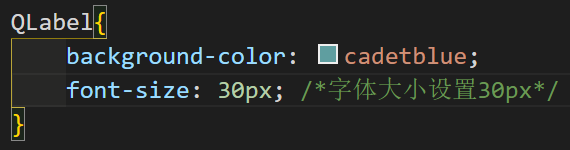 QLabel{
background-color: cadetblue;
font-size: 30px; /*字体大小设置30px*/
}